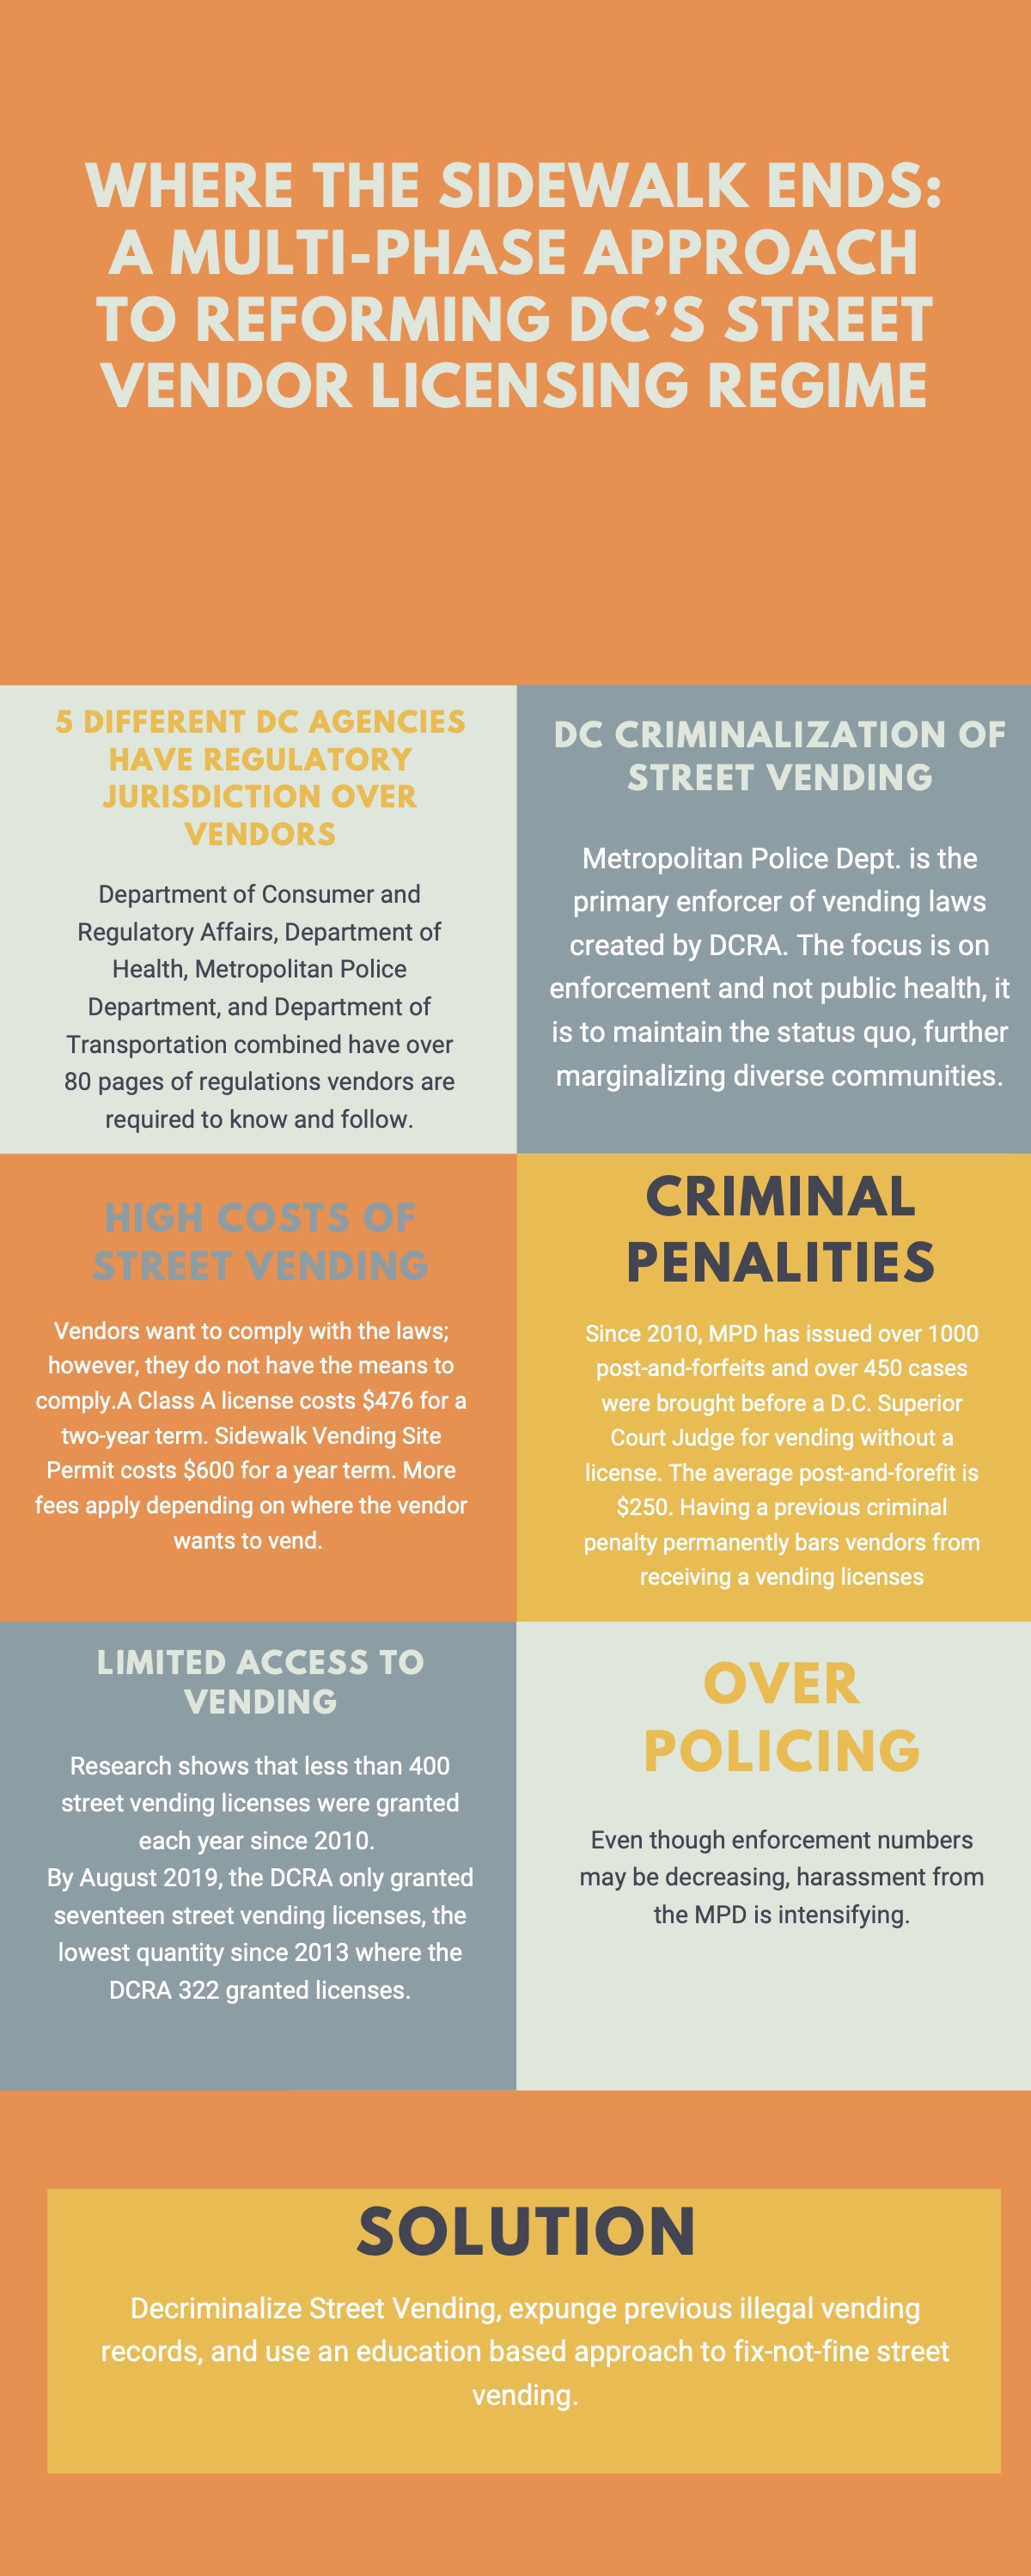 WHERE THE SIDEWALK ENDS:
A MULTI-PHASE APPROACH
TO REFORMING DC’S STREET
VENDOR LICENSING REGIME
5 DIFFERENT DC AGENCIES
HAVE REGULATORY
JURISDICTION OVER
VENDORS
Department of Consumer and
Regulatory Affairs, Department of
Health, Metropolitan Police
Department, and Department of
Transportation combined have over
80 pages of regulations vendors are
required to know and follow.
DC CRIMINALIZATION OF
STREET VENDING
Metropolitan Police Dept. is the
primary enforcer of vending laws
created by DCRA. The focus is on
enforcement and not public health, it
is to maintain the status quo, further
marginalizing diverse communities.
HIGH COSTS OF
STREET VENDING
Vendors want to comply with the laws;
however, they do not have the means to
comply.A Class A license costs $476 for a
two-year term. Sidewalk Vending Site
Permit costs $600 for a year term. More
fees apply depending on where the vendor
wants to vend.
CRIMINAL
PENALITIES
Since 2010, MPD has issued over 1000
post-and-forfeits and over 450 cases
were brought before a D.C. Superior
Court Judge for vending without a
license. The average post-and-forefit is
$250. Having a previous criminal
penalty permanently bars vendors from
receiving a vending licenses
LIMITED ACCESS TO
VENDING
Research shows that less than 400
street vending licenses were granted
each year since 2010.
By August 2019, the DCRA only granted
seventeen street vending licenses, the
lowest quantity since 2013 where the
DCRA 322 granted licenses.
OVER
POLICING
Even though enforcement numbers
may be decreasing, harassment from
the MPD is intensifying.
SOLUTION
Decriminalize Street Vending, expunge previous illegal vending
records, and use an education based approach to fix-not-fine street
vending.